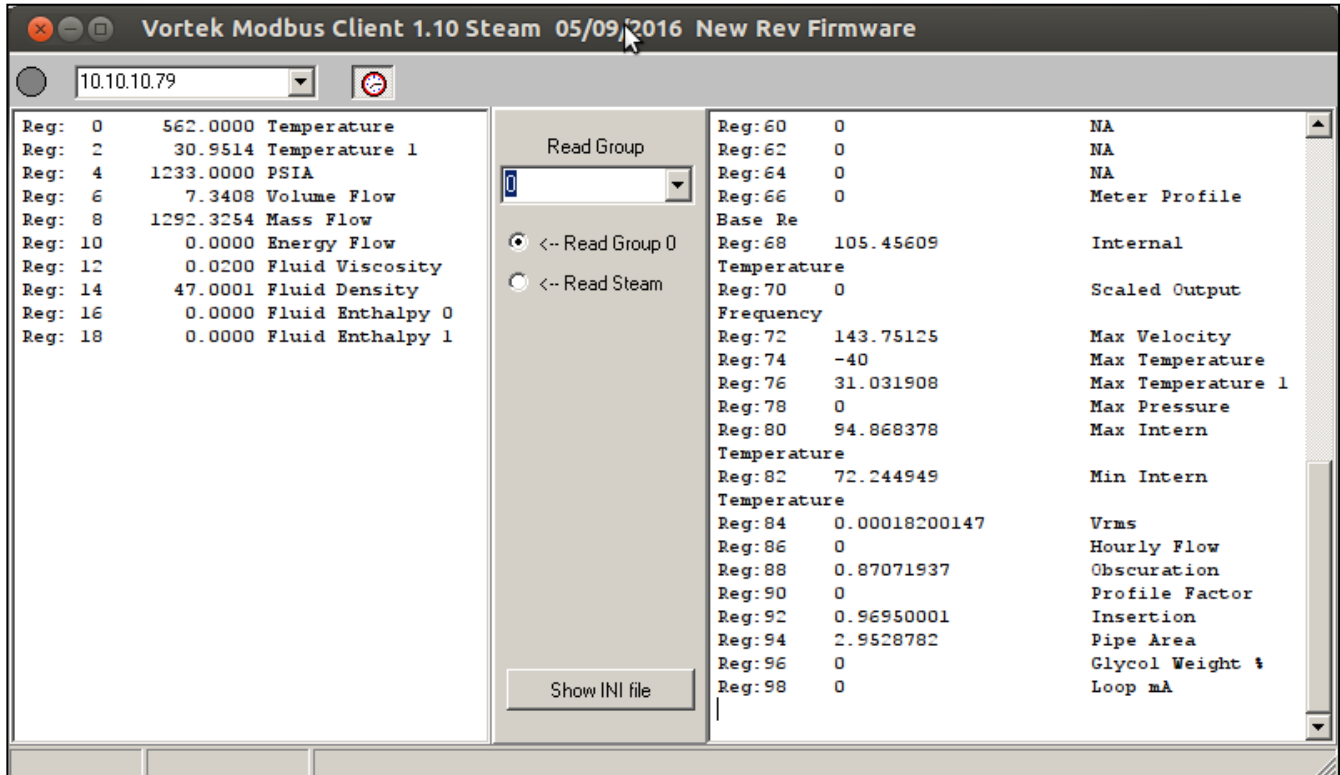 Vortek Modbus Client 1.10 Steam 05/09/2016 New Rev Firmware
10.10.10.79
Reg: 0 562.0000 Temperature
Reg: 2 30.9514 Temperature 1
Reg: 4 1233.0000 PSIA
Reg: 6 7.3408 Volume Flow
Reg: 8 1292.3254 Mass Flow
Reg: 10 0.0000 Energy Flow
Reg: 12 0.0200 Fluid Viscosity
Reg: 14 47.0001 Fluid Density
Reg: 16 0.0000 Fluid Enthalpy 0
Reg: 18 0.0000 Fluid Enthalpy 1
Read Group
0
<-- Read Group 0
<-- Read Steam
Show INI file
Reg:60 0 NA
Reg:62 0 NA
Reg:64 0 NA
Reg:66 0 Meter Profile
Base Re
Reg:68 105.45609 Internal
Temperature
Reg:70 0 Scaled Output
Frequency
Reg:72 143.75125 Max Velocity
Reg:74 -40 Max Temperature
Reg:76 31.031908 Max Temperature 1
Reg:78 0 Max Pressure
Reg:80 94.868378 Max Intern
Temperature
Reg:82 72.244949 Min Intern
Temperature
Reg:84 0.00018200147 Vrms
Reg:86 0 Hourly Flow
Reg:88 0.87071937 Obscuration
Reg:90 0 Profile Factor
Reg:92 0.96950001 Insertion
Reg:94 2.9528782 Pipe Area
Reg:96 0 Glycol Weight %
Reg:98 0 Loop mA